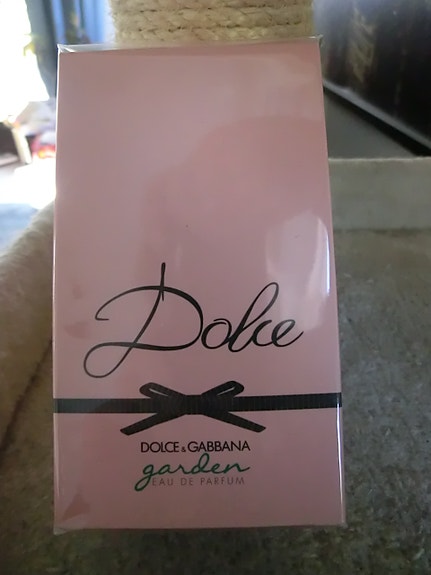 Dolce
DOLCE & GABBANA
garden
EAU DE PARFUM